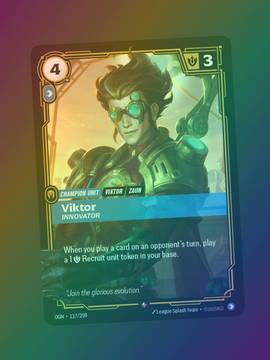 4
3
CHAMPION UNIT VIKTOR ZAUN
Viktor
INNOVATOR
When you play a card on an opponent's turn, play
a 1 Recruit unit token in your base.
"Join the glorious evolution."
OGN • 117/298 League Splash Team